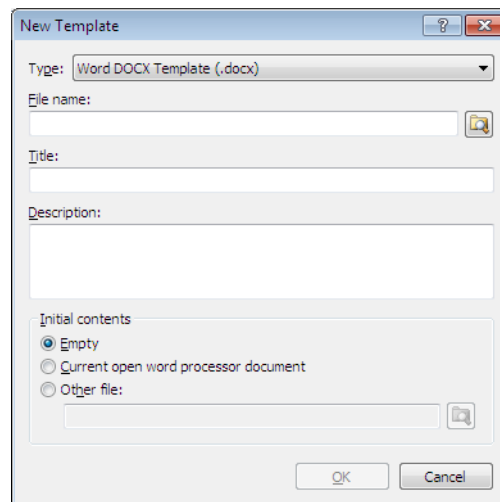 New Template
Type: Word DOCX Template (.docx)
File name:
Title:
Description:
Initial contents
Empty
Current open word processor document
Other file:
OK Cancel